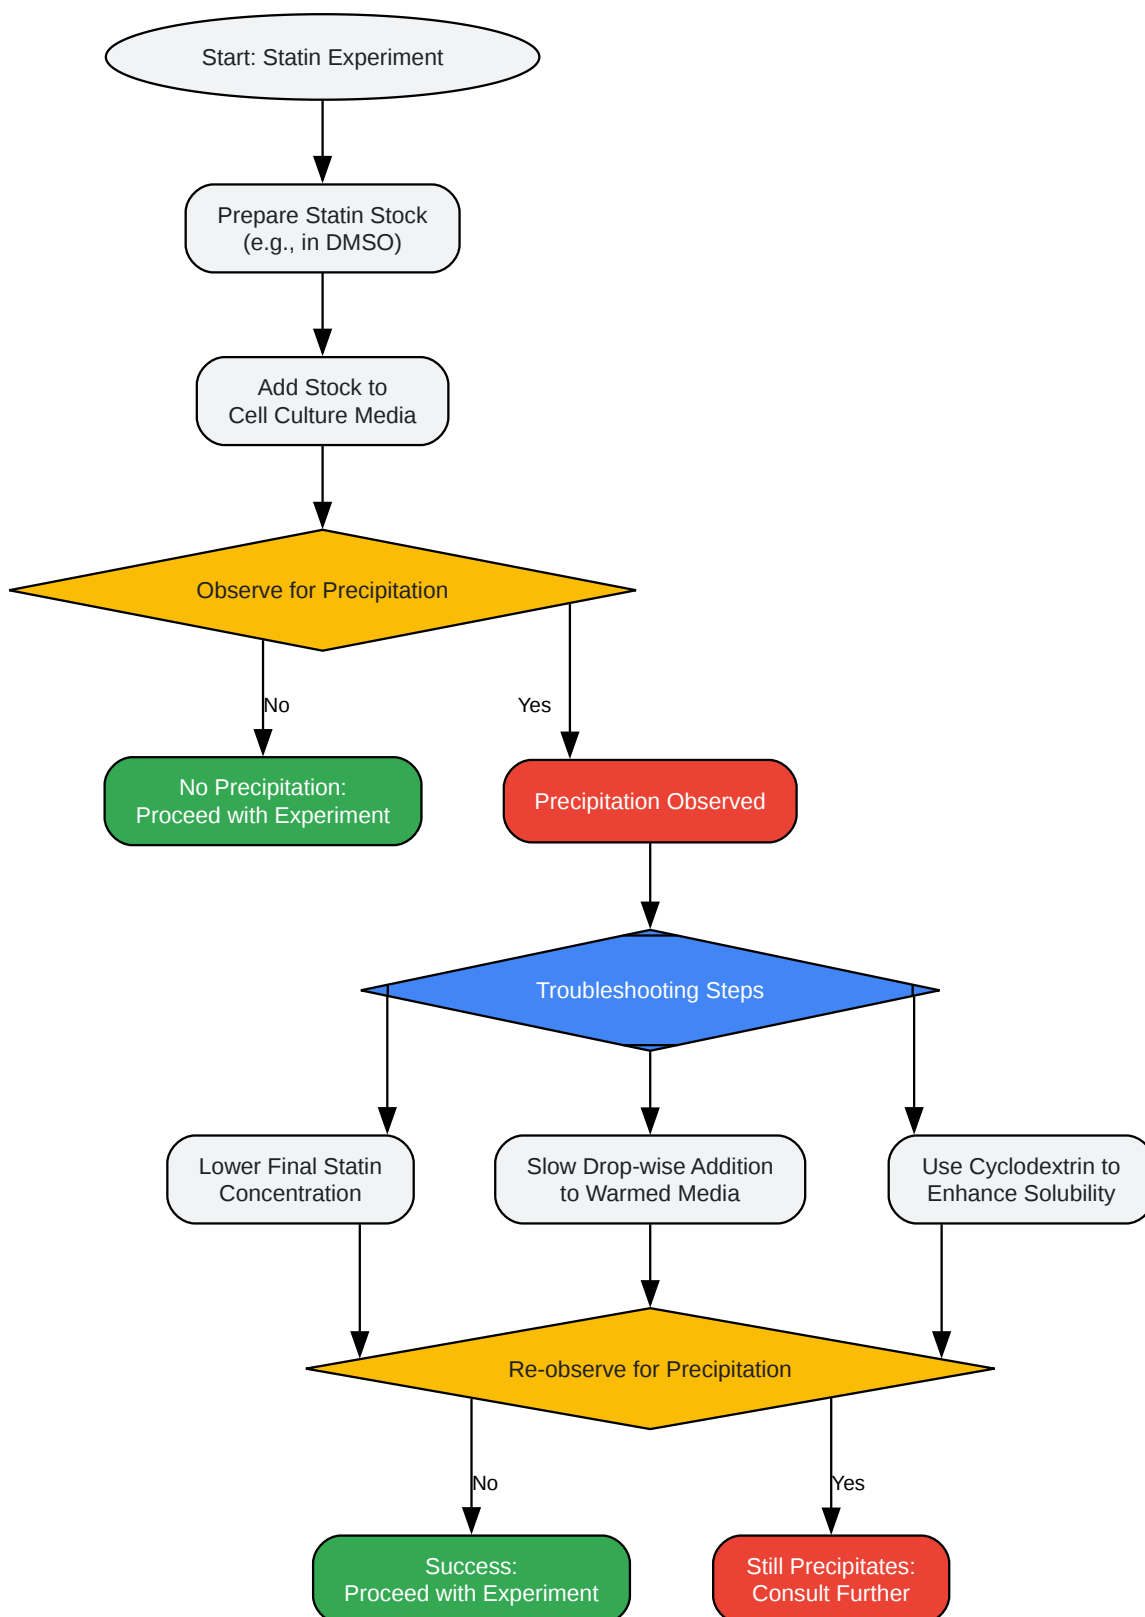 Start: Statin Experiment
Prepare Statin Stock
(e.g., in DMSO)
Add Stock to
Cell Culture Media
Observe for Precipitation
No
Yes
No Precipitation:
Proceed with Experiment
Precipitation Observed
Troubleshooting Steps
Lower Final Statin
Concentration
Slow Drop-wise Addition
to Warmed Media
Use Cyclodextrin to
Enhance Solubility
Re-observe for Precipitation
No
Yes
Success:
Proceed with Experiment
Still Precipitates:
Consult Further